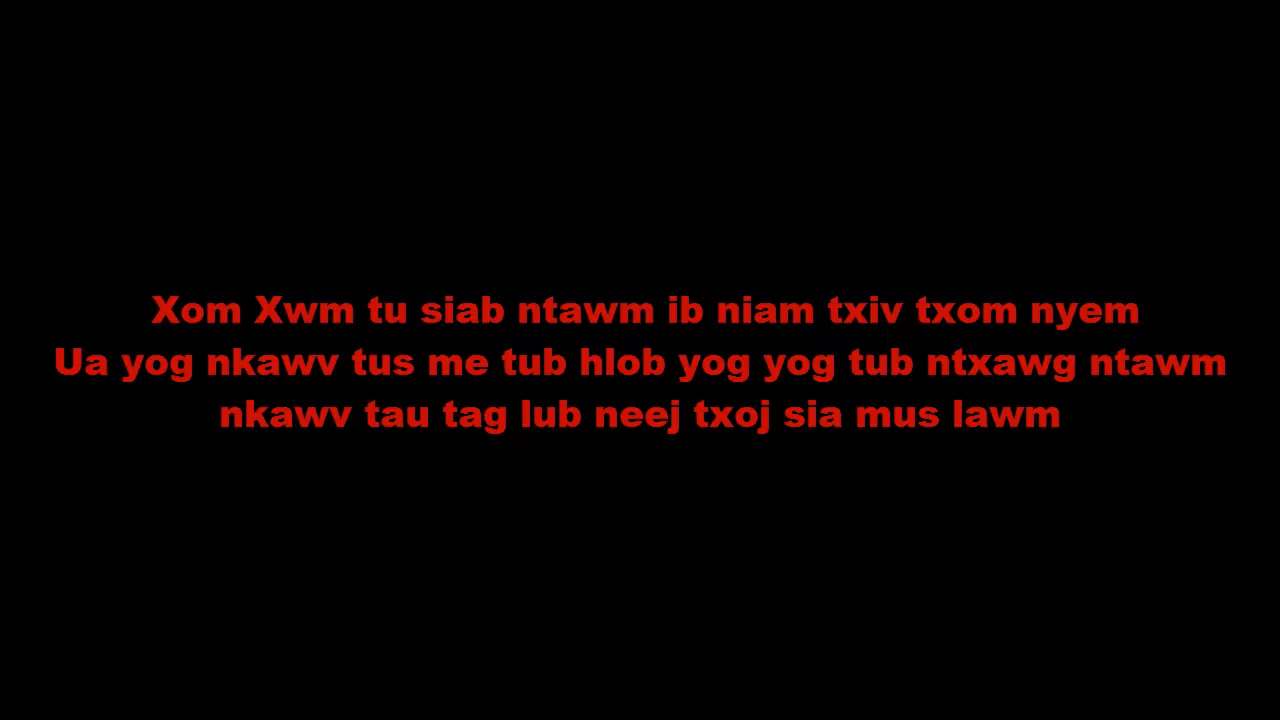 Xom Xwm tu siab ntawm ib niam txiv txom nyem
Ua yog nkawv tus me tub hlob yog yog tub ntxawg ntawm
nkawv tau tag lub neej txoj sia mus lawm